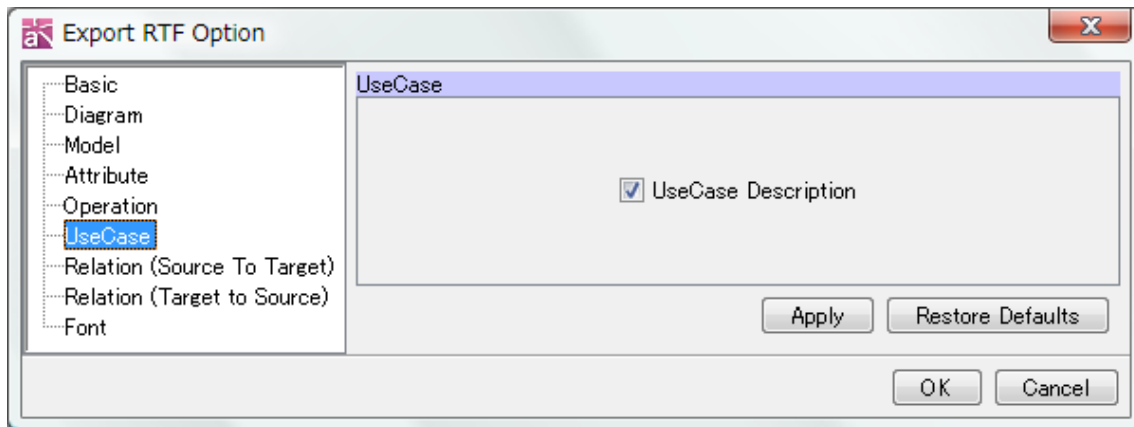 Export RTF Option
Basic
Diagram
Model
Attribute
Operation
UseCase
Relation (Source To Target)
Relation (Target to Source)
Font
UseCase
UseCase Description
Apply
Restore Defaults
OK
Cancel